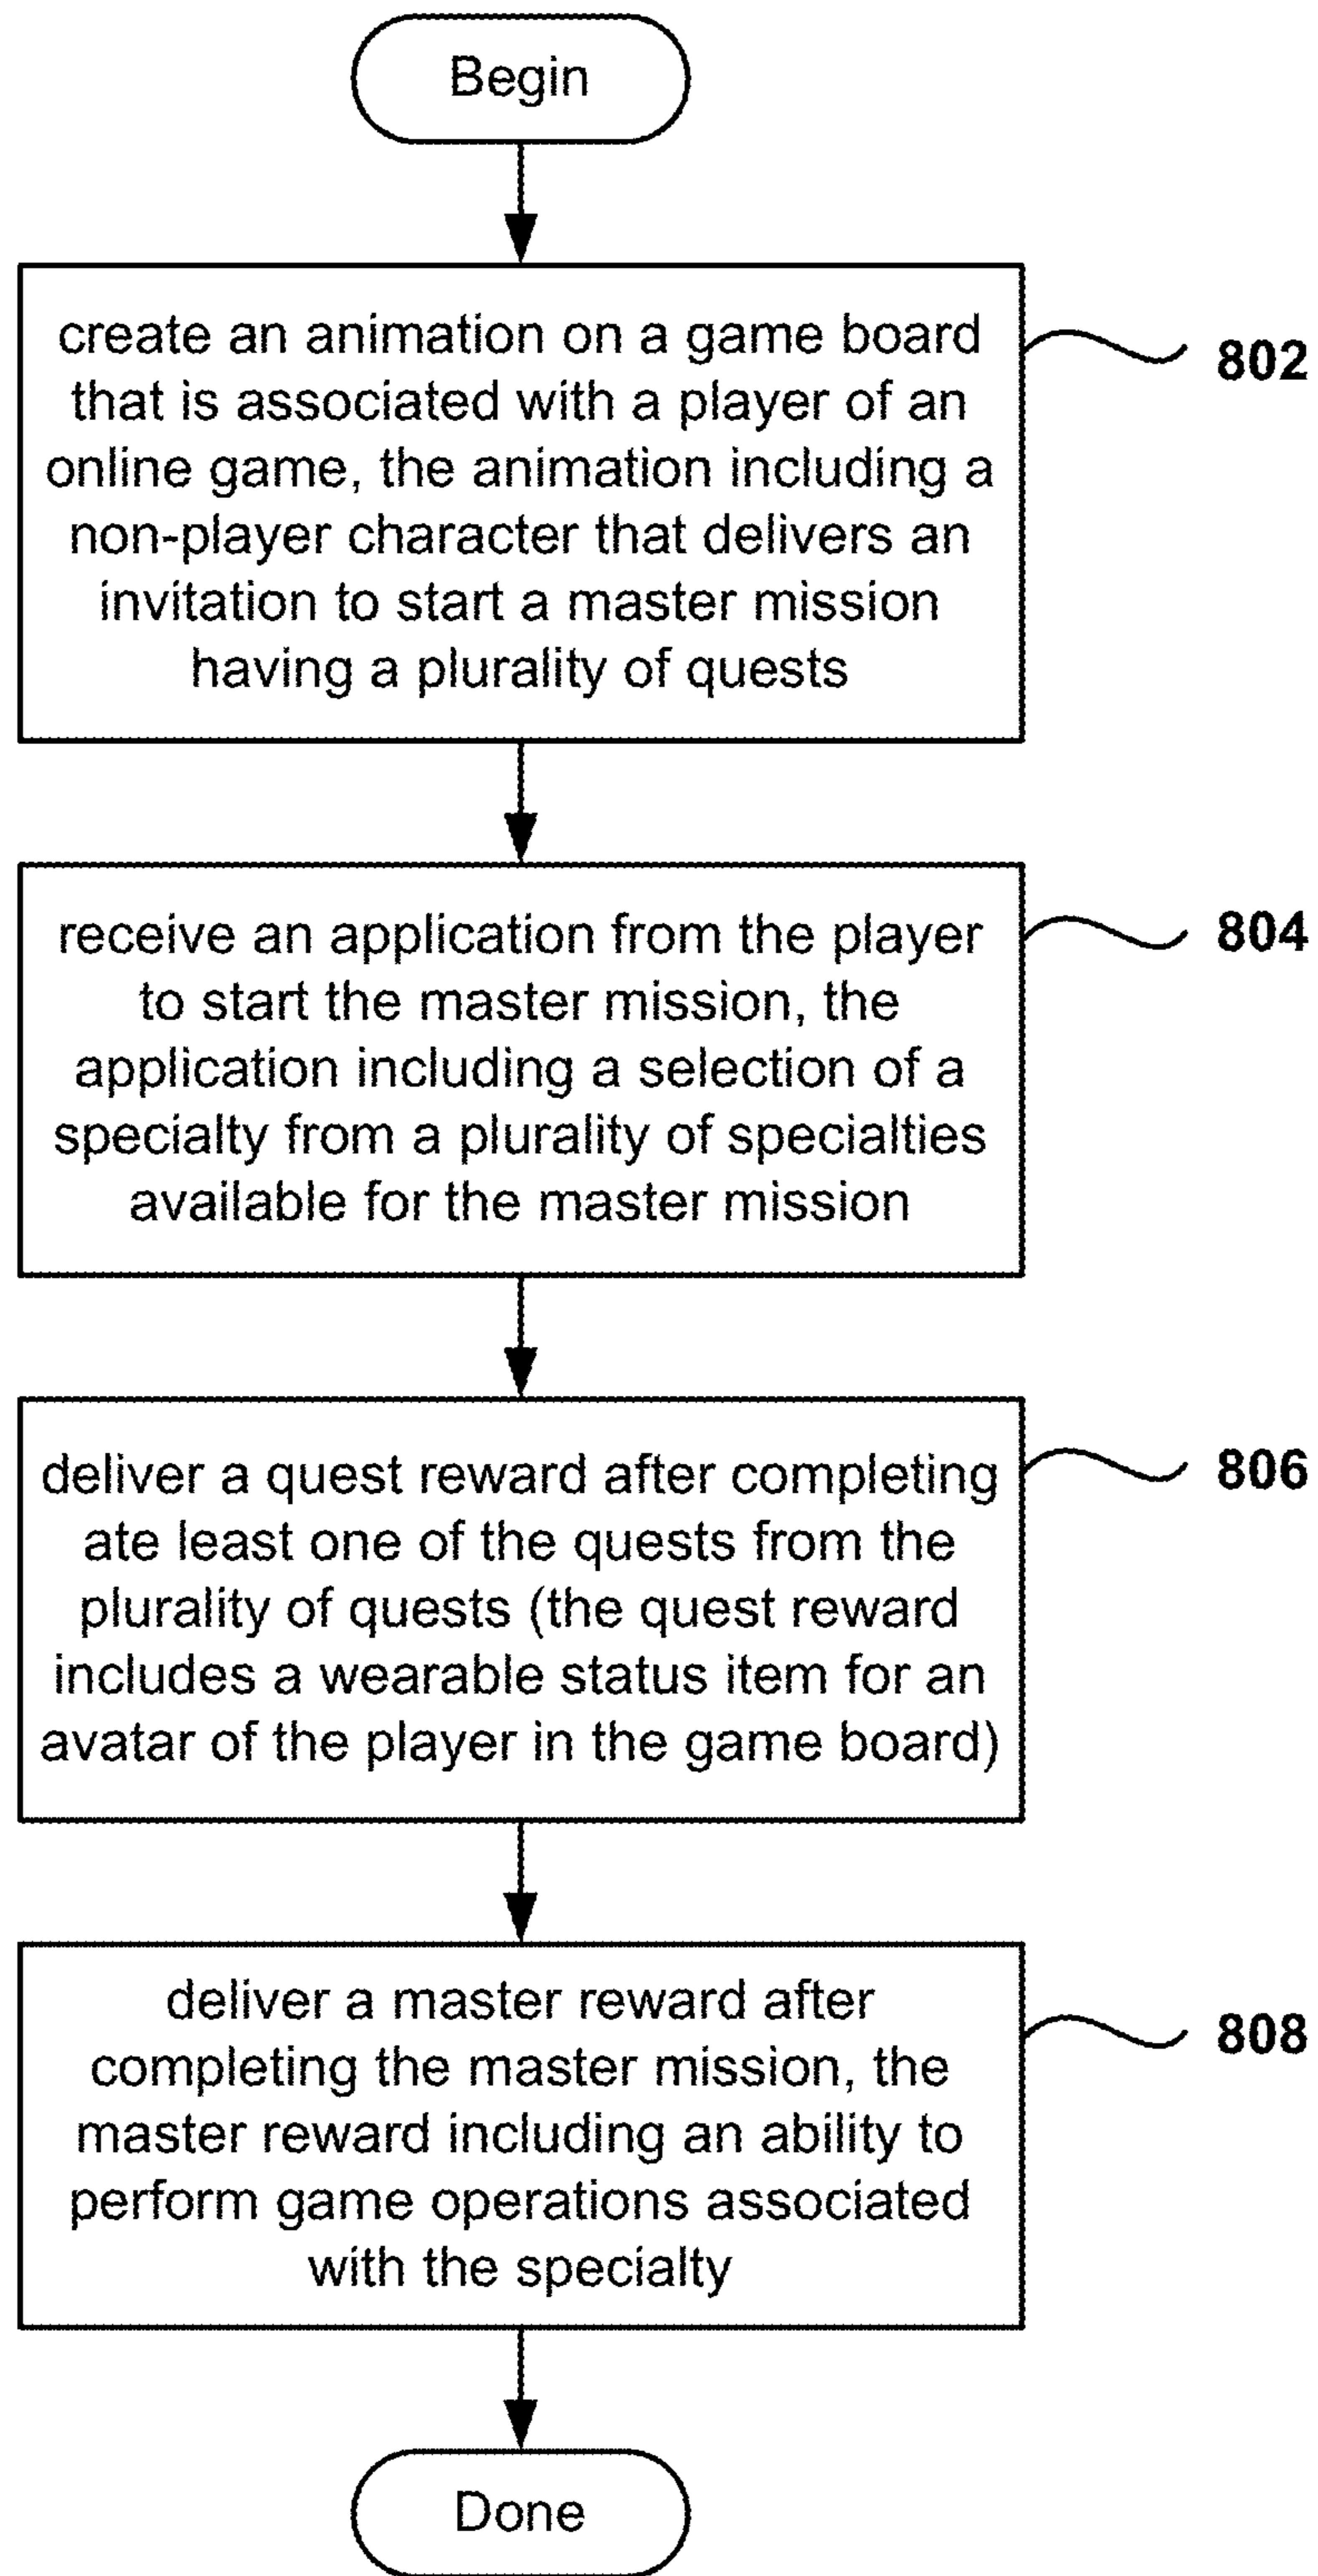 Begin
create an animation on a game board
that is associated with a player of an
online game, the animation including a
non-player character that delivers an
invitation to start a master mission
having a plurality of quests
802
receive an application from the player
to start the master mission, the
application including a selection of a
specialty from a plurality of specialties
available for the master mission
804
deliver a quest reward after completing
ate least one of the quests from the
plurality of quests (the quest reward
includes a wearable status item for an
avatar of the player in the game board)
806
deliver a master reward after
completing the master mission, the
master reward including an ability to
perform game operations associated
with the specialty
808
Done